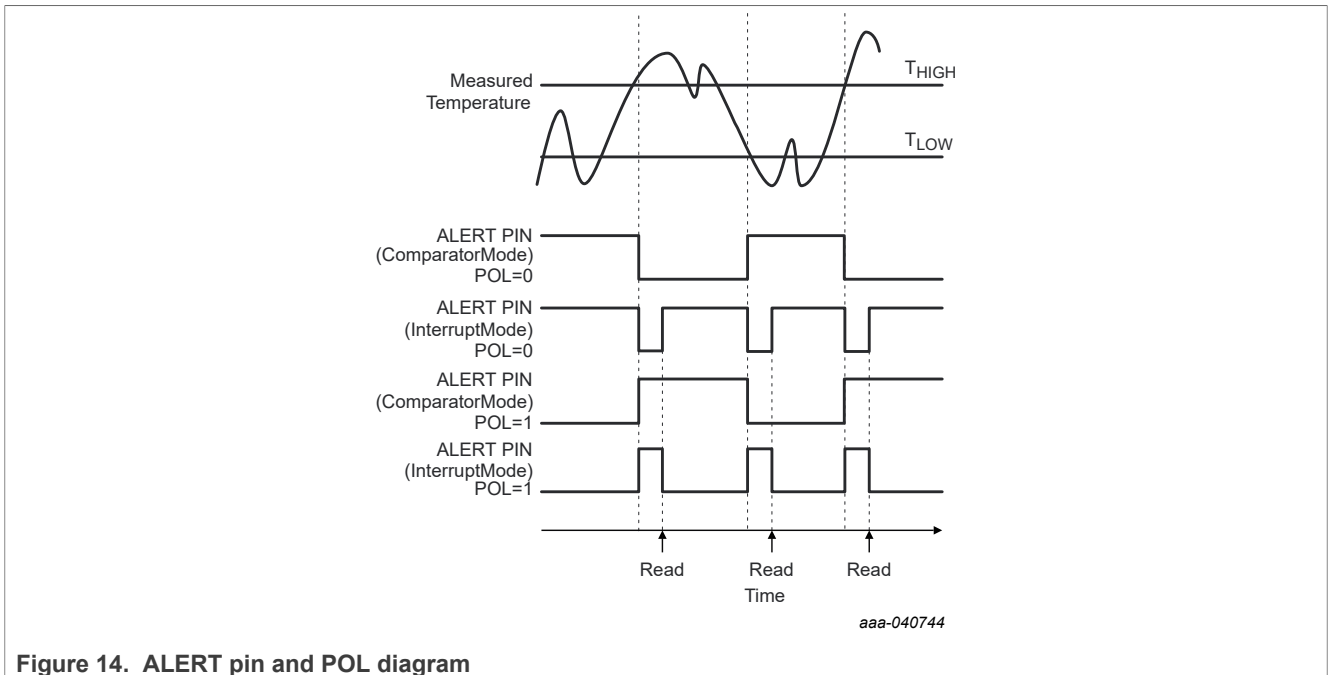 Measured
Temperature
THIGH
TLOW
ALERT PIN
(ComparatorMode)
POL=0
ALERT PIN
(InterruptMode)
POL=0
ALERT PIN
(ComparatorMode)
POL=1
ALERT PIN
(InterruptMode)
POL=1
Read Read Read
Time
aaa-040744
Figure 14. ALERT pin and POL diagram